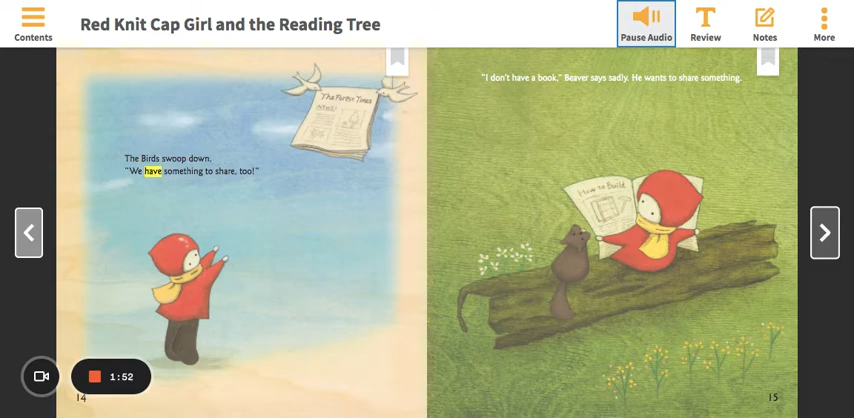 Contents
Red Knit Cap Girl and the Reading Tree
Pause Audio
Review
Notes
More
The Forest Times
NEWS!
The Birds swoop down.
"We have something to share, too!"
"I don't have a book," Beaver says sadly. He wants to share something.
How to Build
1:52
14
15